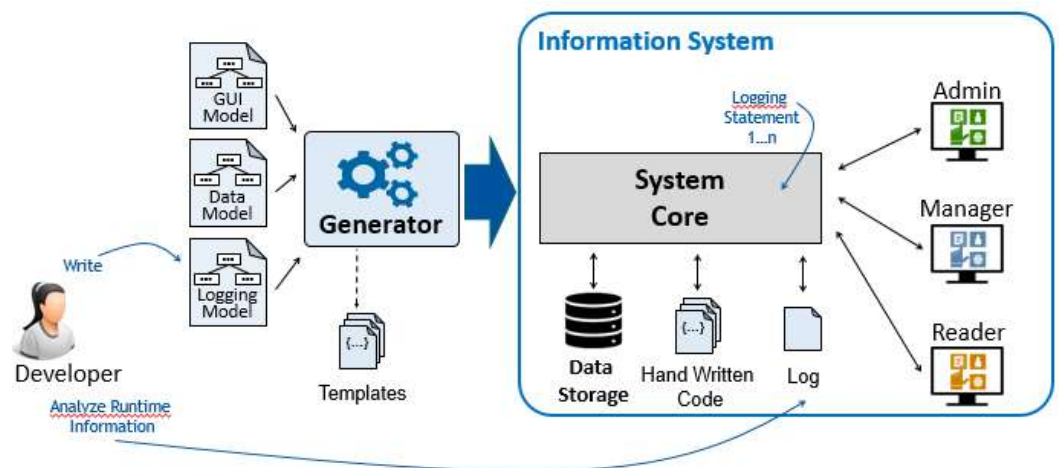 Information System
GUI
Model
Data
Model
Logging
Model
Write
Developer
Analyze Runtime
Information
Generator
{...}
Templates
Logging
Statement
1...n
System
Core
Data
Storage
{...}
Hand Written
Code
Log
Admin
Manager
Reader